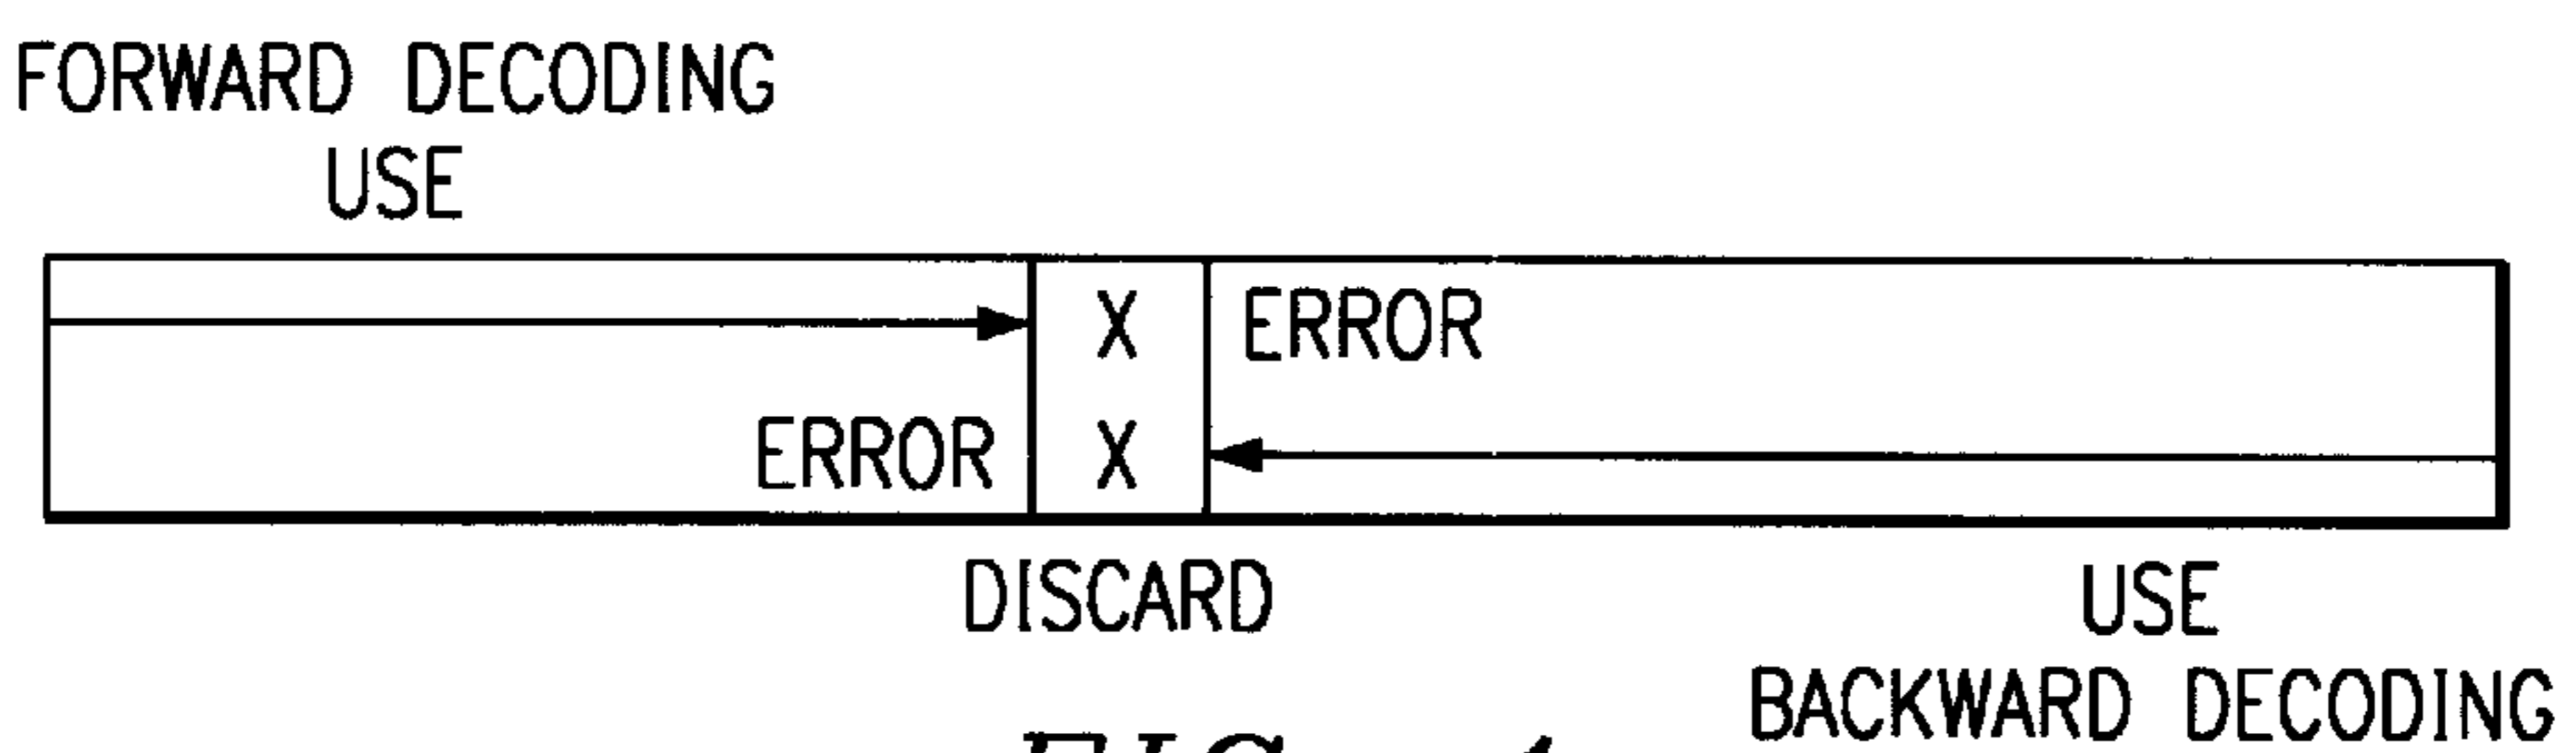 FORWARD DECODING
USE
X ERROR
ERROR X
DISCARD
USE
BACKWARD DECODING